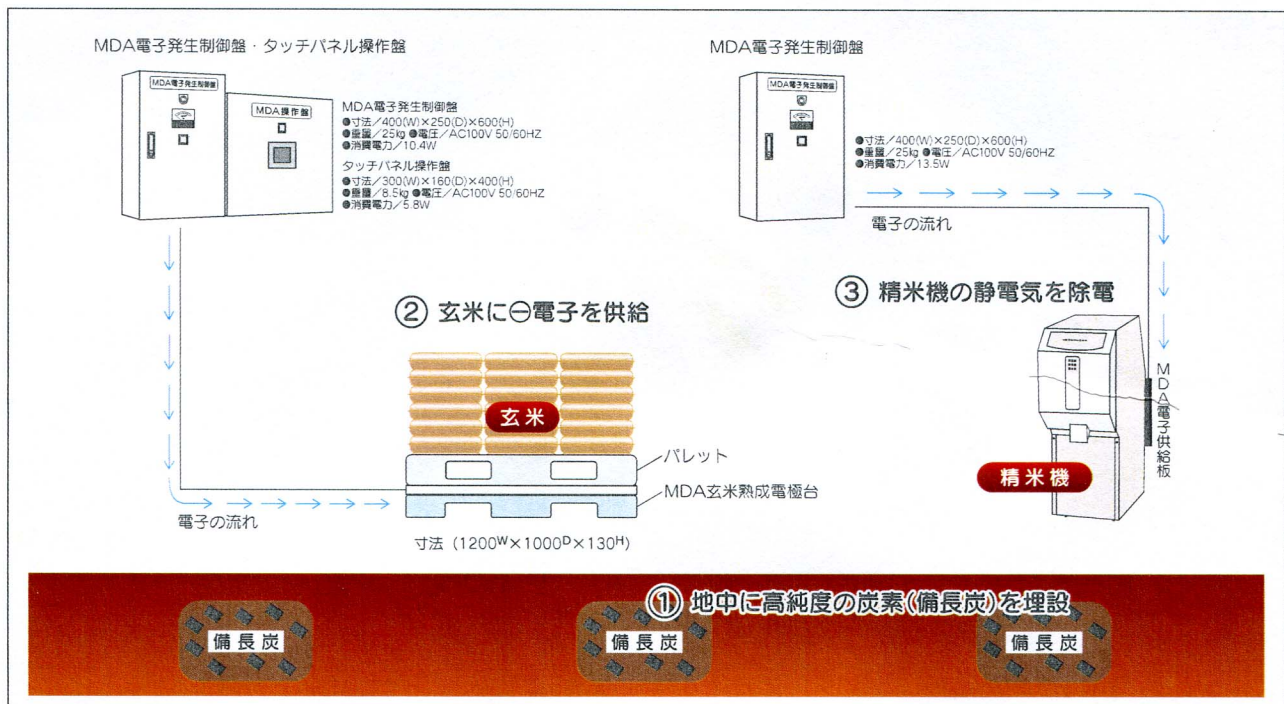 MDA電子発生制御盤・タッチパネル操作盤
MDA電子発生制御盤
MDA操作盤
MDA電子発生制御盤
●寸法／400(W)×250(D)×600(H)
●重量／25kg ●電圧／AC100V 50/60HZ
●消費電力／10.4W
タッチパネル操作盤
●寸法／300(W)×160(D)×400(H)
●重量／8.5kg ●電圧／AC100V 50/60HZ
●消費電力／5.8W
MDA電子発生制御盤
MDA電子発生制御盤
●寸法／400(W)×250(D)×600(H)
●重量／25kg ●電圧／AC100V 50/60HZ
●消費電力／13.5W
電子の流れ
② 玄米に⊖電子を供給
玄米
パレット
MDA玄米熟成電極台
電子の流れ
寸法（1200W×1000D×130H）
③ 精米機の静電気を除電
MDA電子供給板
精米機
① 地中に高純度の炭素(備長炭)を埋設
備長炭
備長炭
備長炭